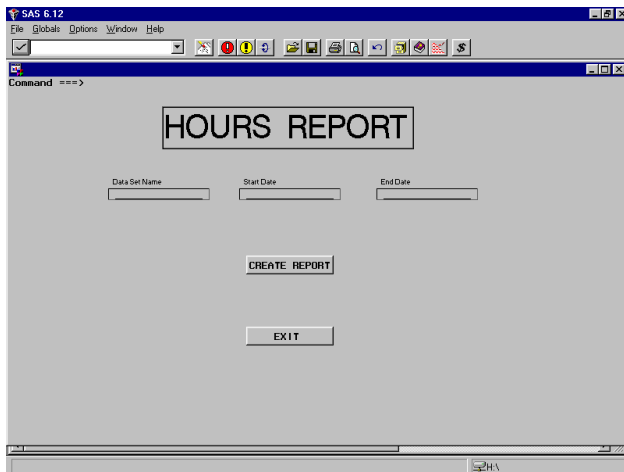 SAS 6.12
File Globals Options Window Help
Command ===>
HOURS REPORT
Data Set Name Start Date End Date
CREATE REPORT
EXIT
H:\